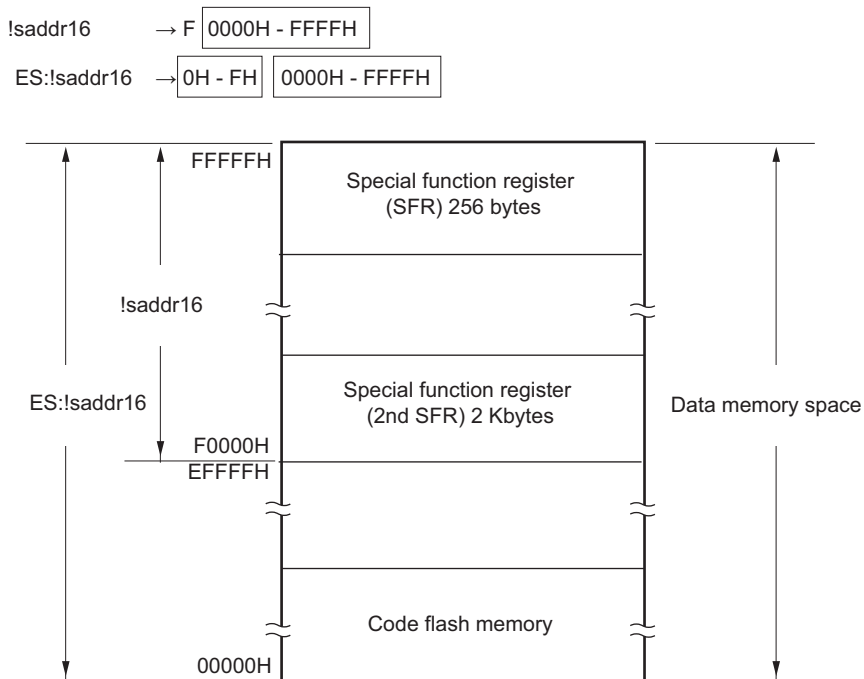 !saddr16 → F 0000H - FFFFH
ES:!saddr16 → 0H - FH 0000H - FFFFH
FFFFFH
Special function register
(SFR) 256 bytes
!saddr16
ES:!saddr16
Special function register
(2nd SFR) 2 Kbytes
Data memory space
F0000H
EFFFFH
Code flash memory
00000H